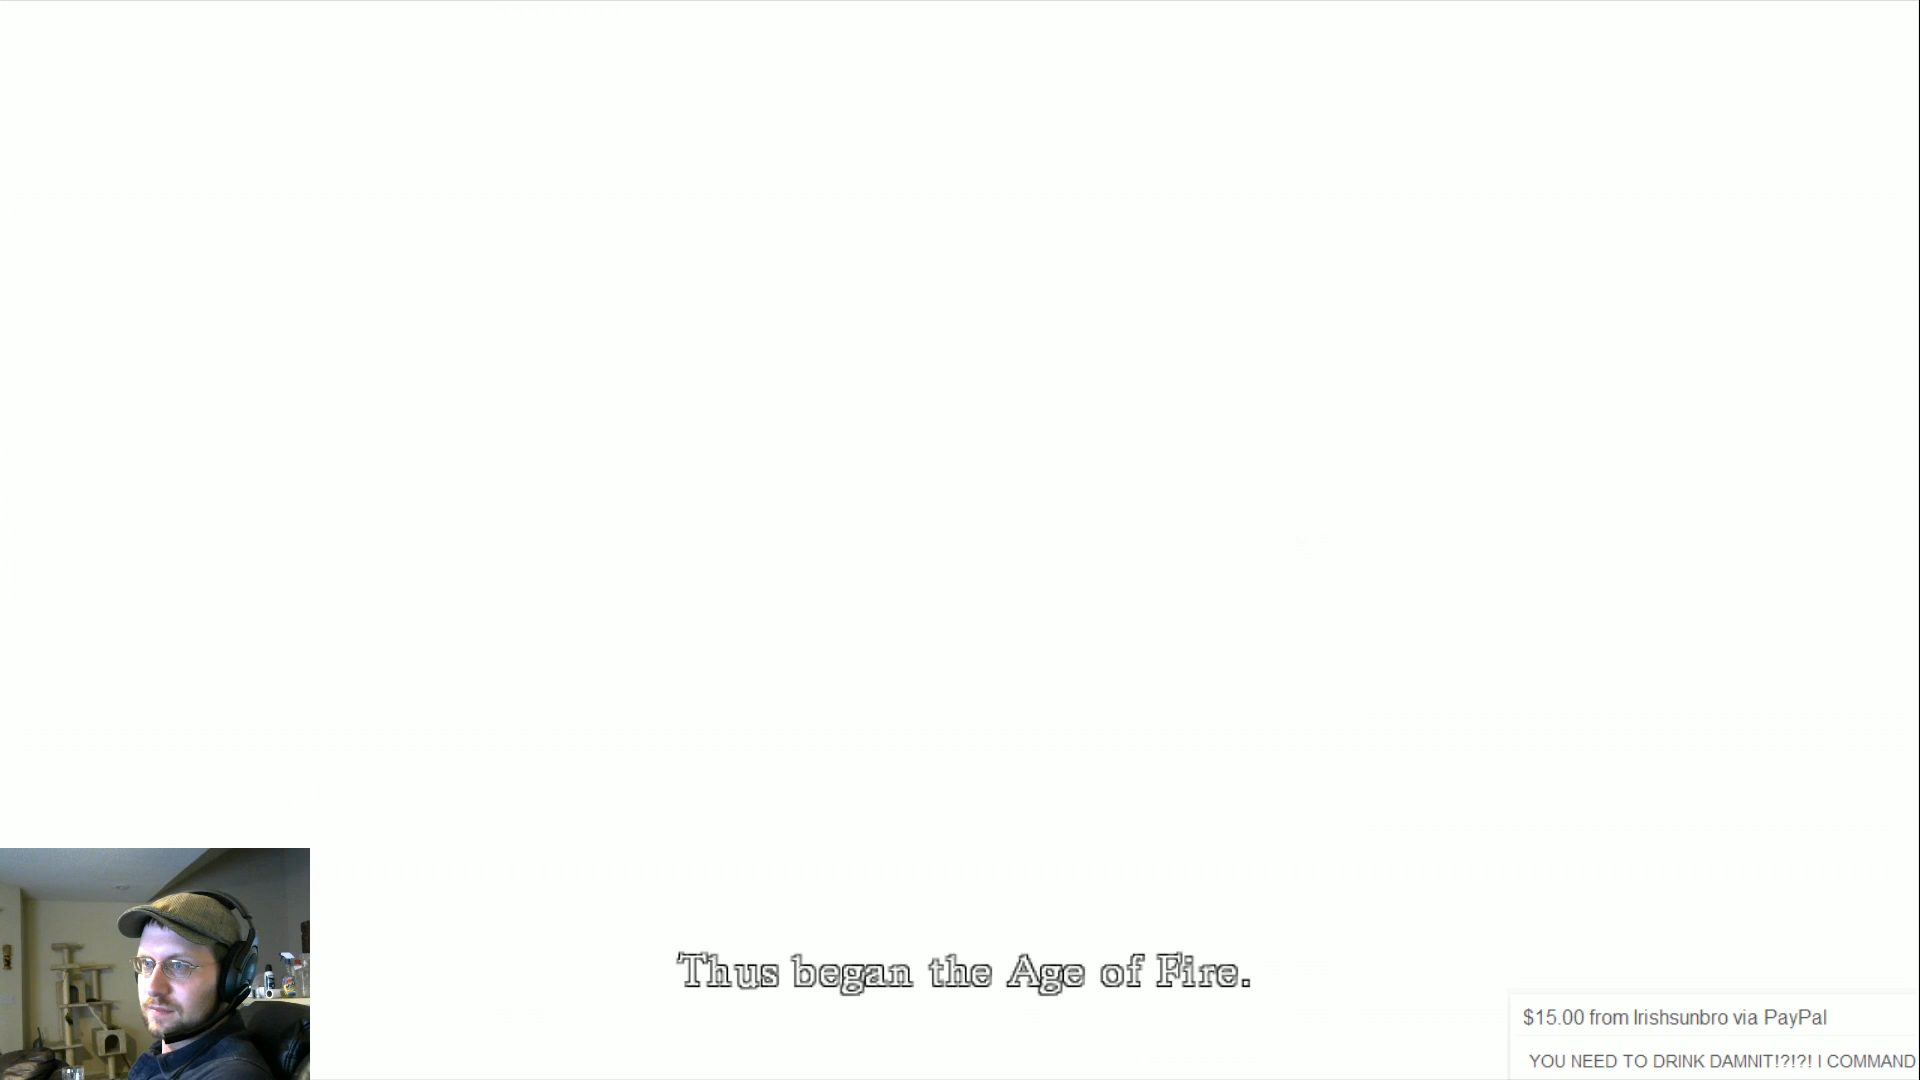 Thus began the Age of Fire.
$15.00 from Irishsunbro via PayPal
YOU NEED TO DRINK DAMNIT!?!?! I COMMAND